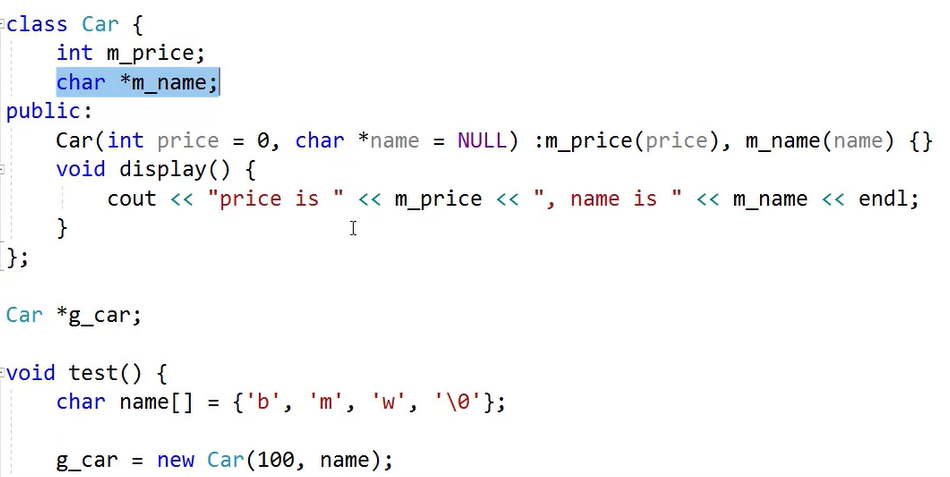 class Car {
    int m_price;
    char *m_name;
public:
    Car(int price = 0, char *name = NULL) :m_price(price), m_name(name) {}
    void display() {
        cout << "price is " << m_price << ", name is " << m_name << endl;
    }
};
Car *g_car;
void test() {
    char name[] = {'b', 'm', 'w', '\0'};
    g_car = new Car(100, name);